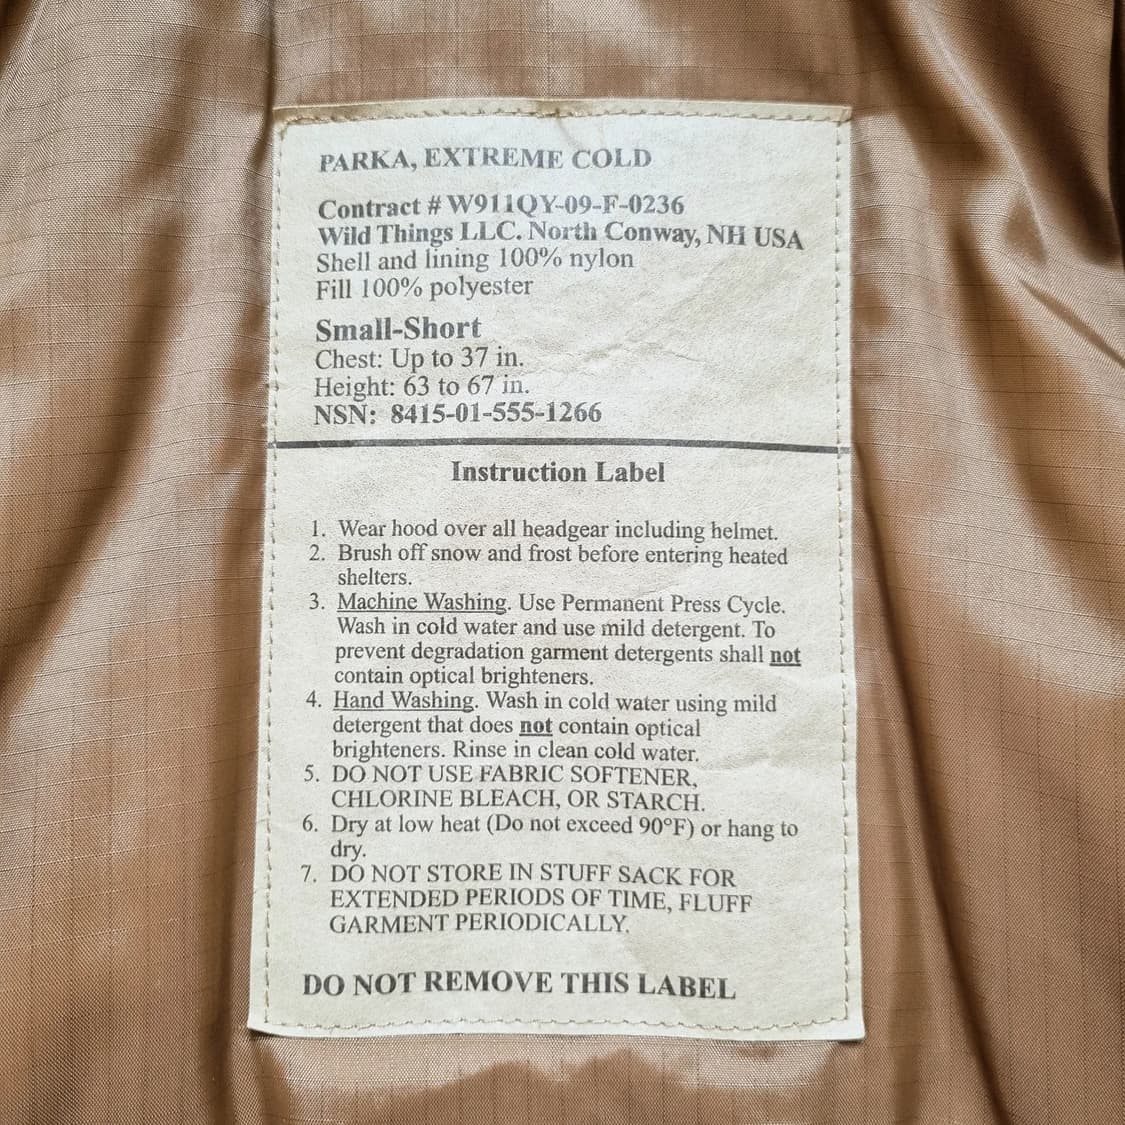 PARKA, EXTREME COLD
Contract # W911QY-09-F-0236
Wild Things LLC. North Conway, NH USA
Shell and lining 100% nylon
Fill 100% polyester
Small-Short
Chest: Up to 37 in.
Height: 63 to 67 in.
NSN: 8415-01-555-1266
Instruction Label
1. Wear hood over all headgear including helmet.
2. Brush off snow and frost before entering heated
shelters.
3. Machine Washing. Use Permanent Press Cycle.
Wash in cold water and use mild detergent. To
prevent degradation garment detergents shall not
contain optical brighteners.
4. Hand Washing. Wash in cold water using mild
detergent that does not contain optical
brighteners. Rinse in clean cold water.
5. DO NOT USE FABRIC SOFTENER,
CHLORINE BLEACH, OR STARCH.
6. Dry at low heat (Do not exceed 90°F) or hang to
dry.
7. DO NOT STORE IN STUFF SACK FOR
EXTENDED PERIODS OF TIME, FLUFF
GARMENT PERIODICALLY.
DO NOT REMOVE THIS LABEL